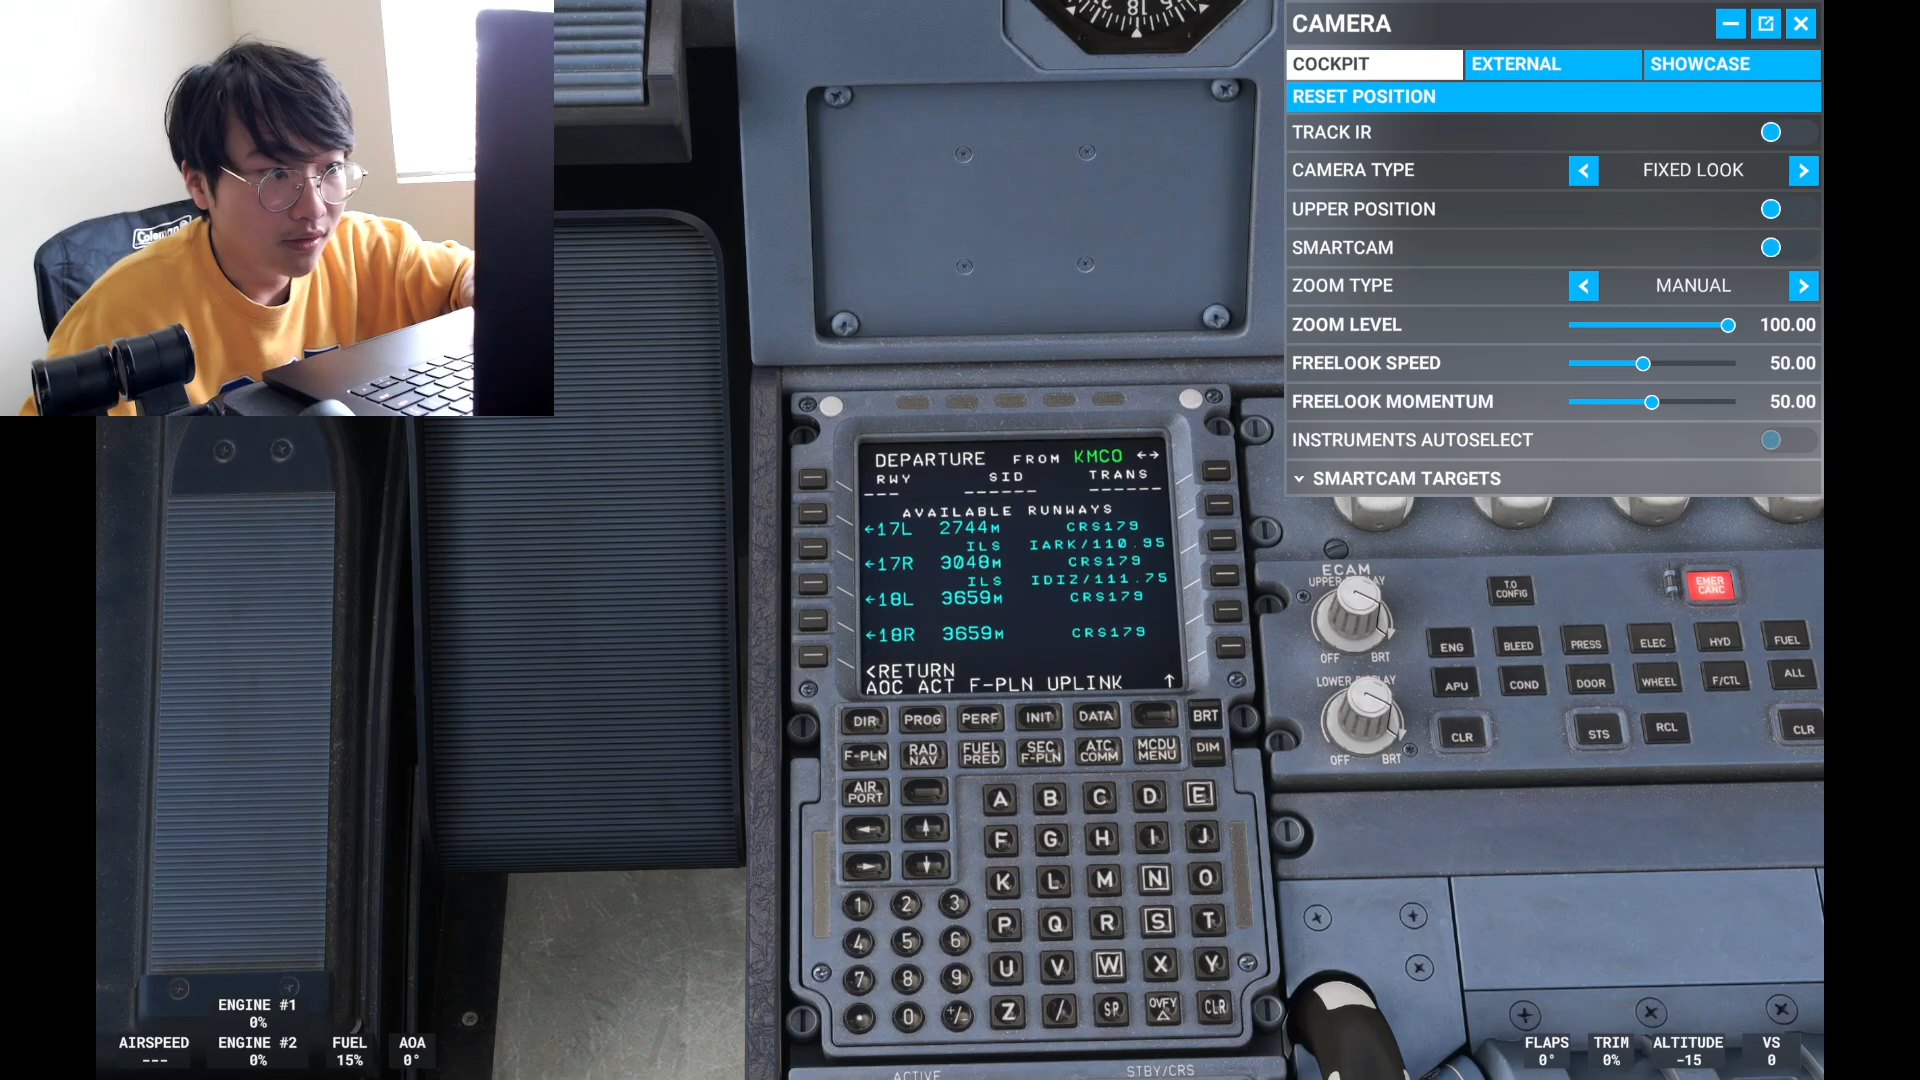 Coleman
18
CAMERA
COCKPIT
EXTERNAL
SHOWCASE
RESET POSITION
TRACK IR
CAMERA TYPE
FIXED LOOK
UPPER POSITION
SMARTCAM
ZOOM TYPE
MANUAL
ZOOM LEVEL
100.00
FREELOOK SPEED
50.00
FREELOOK MOMENTUM
50.00
INSTRUMENTS AUTOSELECT
SMARTCAM TARGETS
DEPARTURE FROM KMCO ↔
RWY SID TRANS
--- ------ ------
AVAILABLE RUNWAYS
←17L 2744M CRS179
ILS IARK/110.95
←17R 3048M CRS179
ILS IDIZ/111.75
←18L 3659M CRS179
←18R 3659M CRS179
<RETURN
AOC ACT F-PLN UPLINK ↑
DIR PROG PERF INIT DATA BRT
F-PLN RAD NAV FUEL PRED SEC F-PLN ATC COMM MCDU MENU DIM
AIR PORT
A B C D E
F G H I J
K L M N O
1 2 3
P Q R S T
4 5 6
U V W X Y
7 8 9
Z / SP OVFY △ CLR
. 0 +/-
ECAM
UPPER DISPLAY
OFF BRT
LOWER DISPLAY
OFF BRT
T.O CONFIG
EMER CANC
ENG BLEED PRESS ELEC HYD FUEL
APU COND DOOR WHEEL F/CTL ALL
CLR STS RCL CLR
ACTIVE
STBY/CRS
AIRSPEED
---
ENGINE #1
0%
ENGINE #2
0%
FUEL
15%
AOA
0°
FLAPS
0°
TRIM
0%
ALTITUDE
-15
VS
0